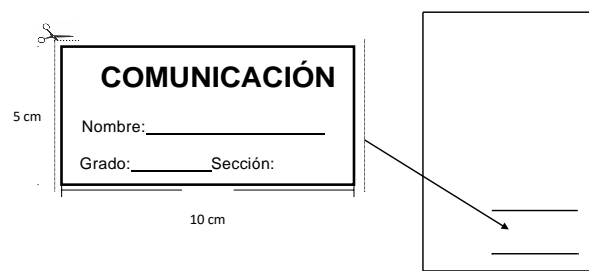 COMUNICACIÓN
5 cm
Nombre:
Grado: Sección:
10 cm